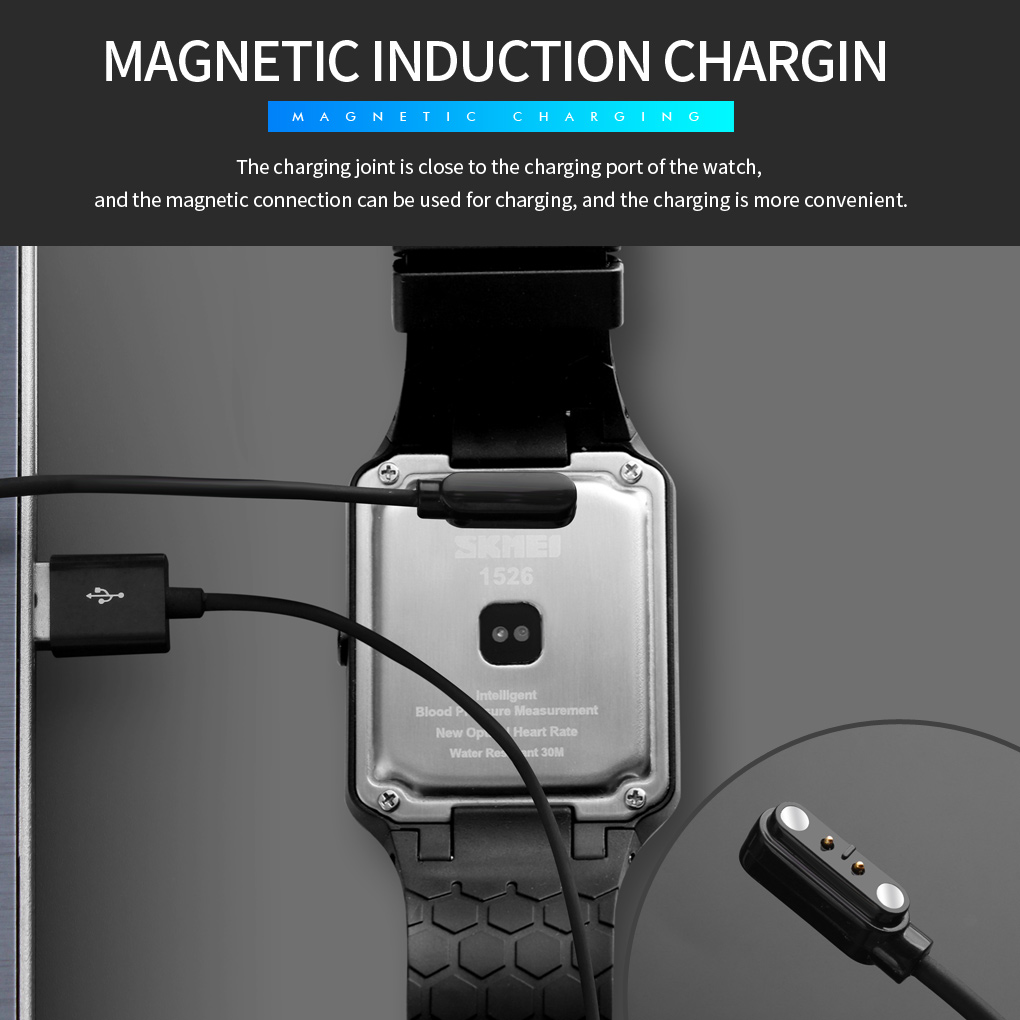 MAGNETIC INDUCTION CHARGIN
MAGNETIC CHARGING
The charging joint is close to the charging port of the watch,
and the magnetic connection can be used for charging, and the charging is more convenient.
SKMEI
1526
Intelligent
Blood Measurement
New Heart Rate
Water 30M